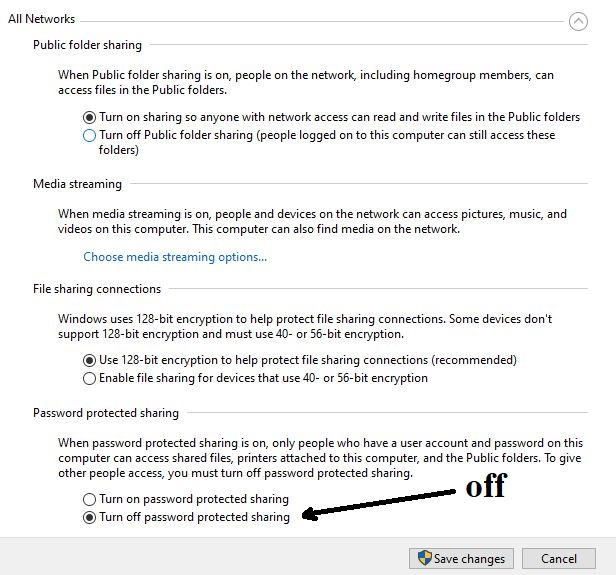 All Networks
Public folder sharing
When Public folder sharing is on, people on the network, including homegroup members, can
access files in the Public folders.
Turn on sharing so anyone with network access can read and write files in the Public folders
Turn off Public folder sharing (people logged on to this computer can still access these
folders)
Media streaming
When media streaming is on, people and devices on the network can access pictures, music, and
videos on this computer. This computer can also find media on the network.
Choose media streaming options...
File sharing connections
Windows uses 128-bit encryption to help protect file sharing connections. Some devices don't
support 128-bit encryption and must use 40- or 56-bit encryption.
Use 128-bit encryption to help protect file sharing connections (recommended)
Enable file sharing for devices that use 40- or 56-bit encryption
Password protected sharing
When password protected sharing is on, only people who have a user account and password on this
computer can access shared files, printers attached to this computer, and the Public folders. To give
other people access, you must turn off password protected sharing.
off
Turn on password protected sharing
Turn off password protected sharing
Save changes
Cancel